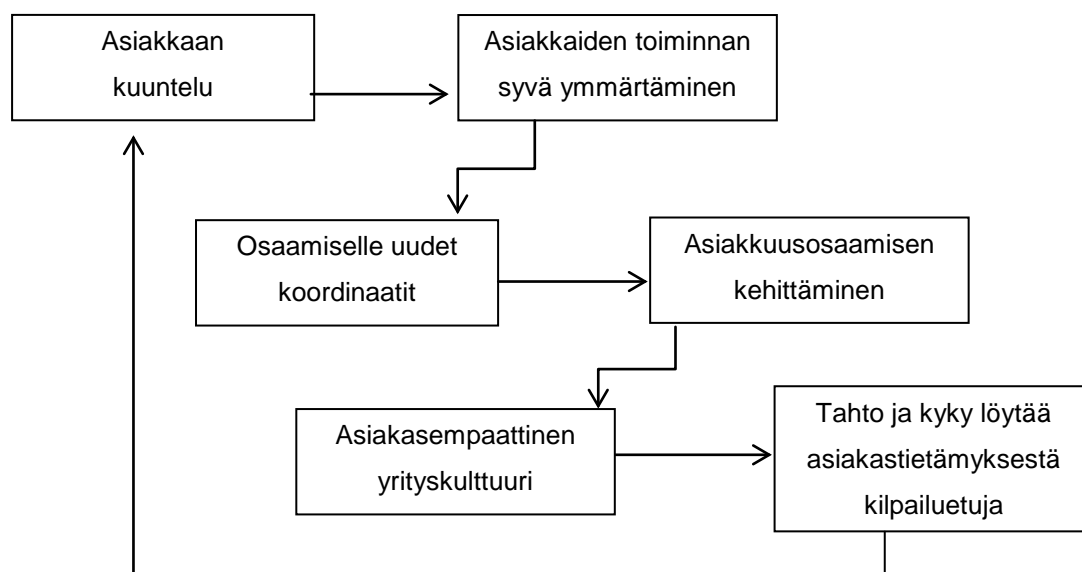 Asiakkaan
kuuntelu
Asiakkaiden toiminnan
syvä ymmärtäminen
Osaamiselle uudet
koordinaatit
Asiakkuusosaamisen
kehittäminen
Asiakasempaattinen
yrityskulttuuri
Tahto ja kyky löytää
asiakastietämyksestä
kilpailuetuja